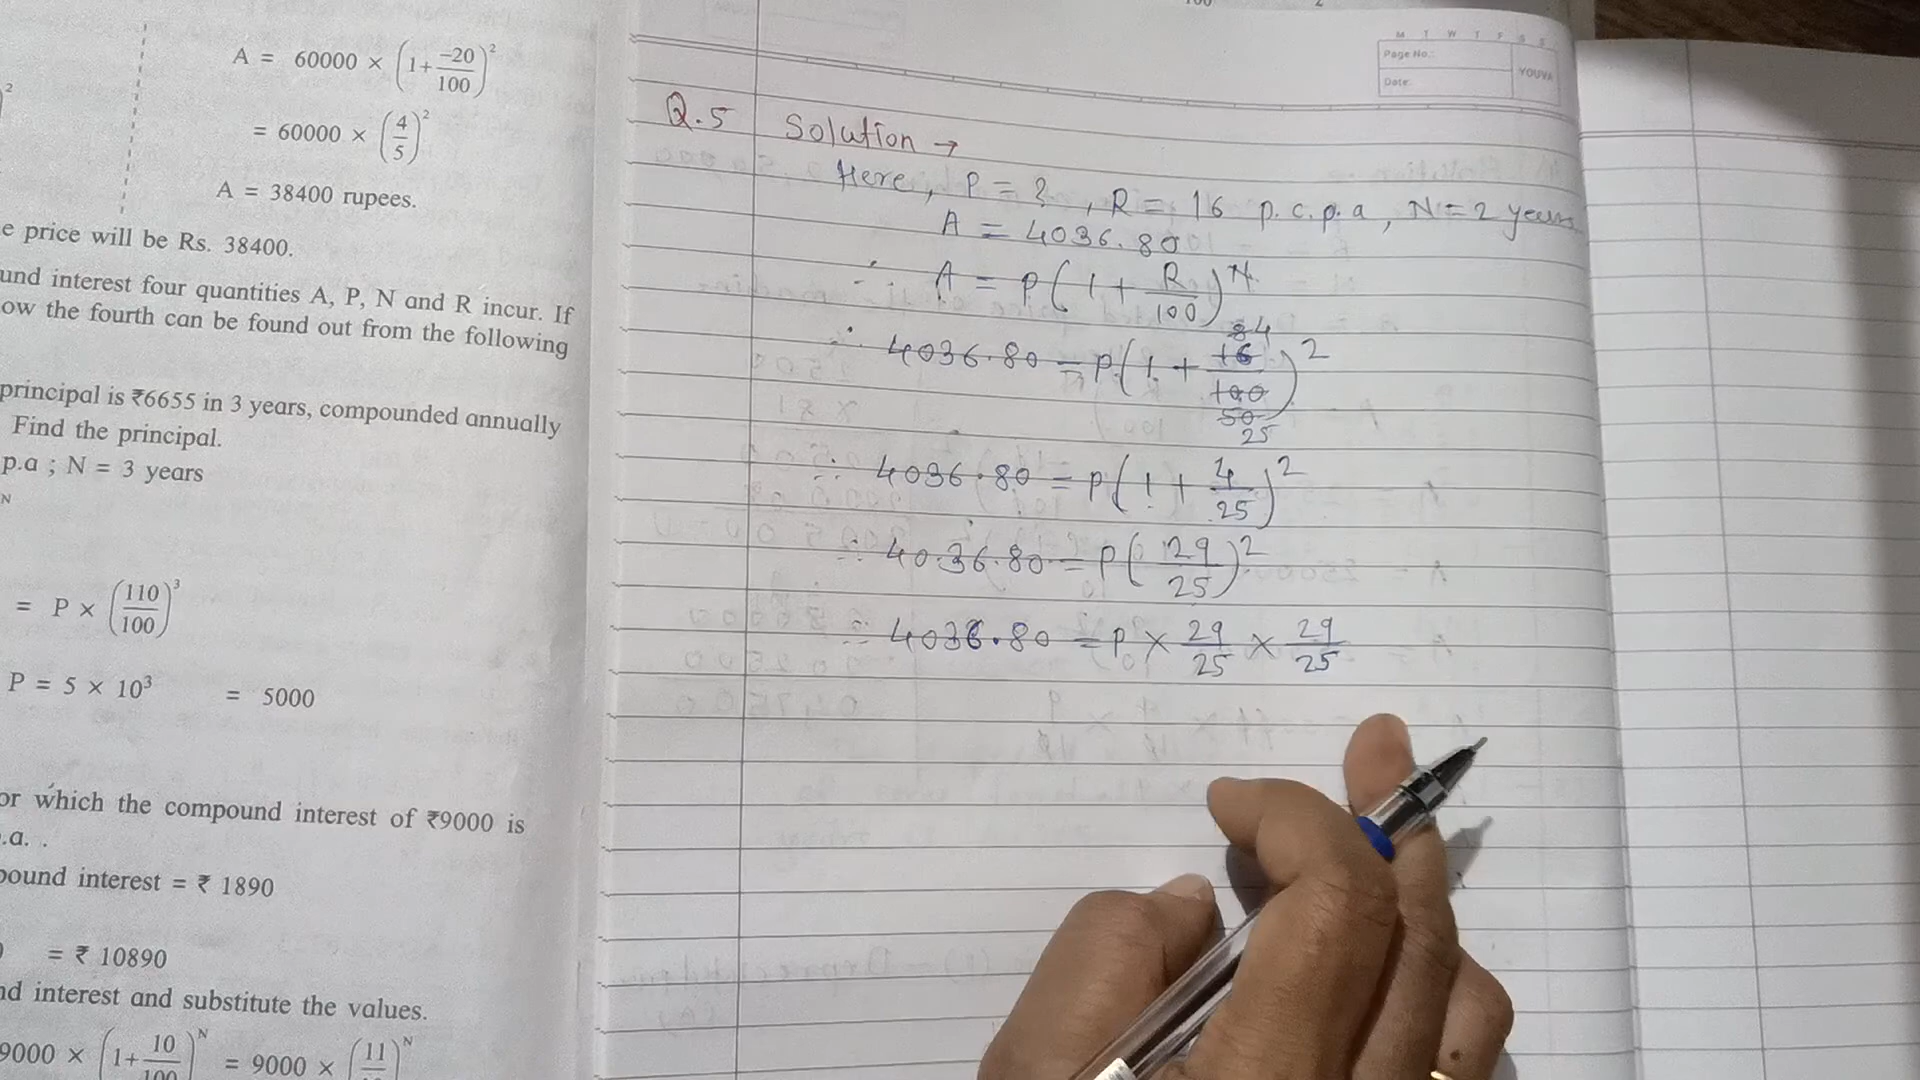 A = 60000 × (1+ -20/100)²
= 60000 × (4/5)²
A = 38400 rupees.
e price will be Rs. 38400.
und interest four quantities A, P, N and R incur. If
ow the fourth can be found out from the following
principal is ₹6655 in 3 years, compounded annually
Find the principal.
p.a ; N = 3 years
N
= P × (110/100)³
P = 5 × 10³ = 5000
or which the compound interest of ₹9000 is
.a. .
pound interest = ₹ 1890
= ₹ 10890
nd interest and substitute the values.
9000 × (1+ 10/100)ᴺ = 9000 × (11/
M T W T F S S
Page No.:
Date:
YOUVA
Q.5 Solution →
Here, P = ?, R = 16 p.c.p.a, N = 2 years
A = 4036.80
∴ A = P(1 + R/100)ᴺ
84
∴ 4036.80 = P(1 + 16/100)²
50
25
∴ 4036.80 = P(1 + 4/25)²
∴ 4036.80 = P(29/25)²
∴ 4036.80 = P × 29/25 × 29/25